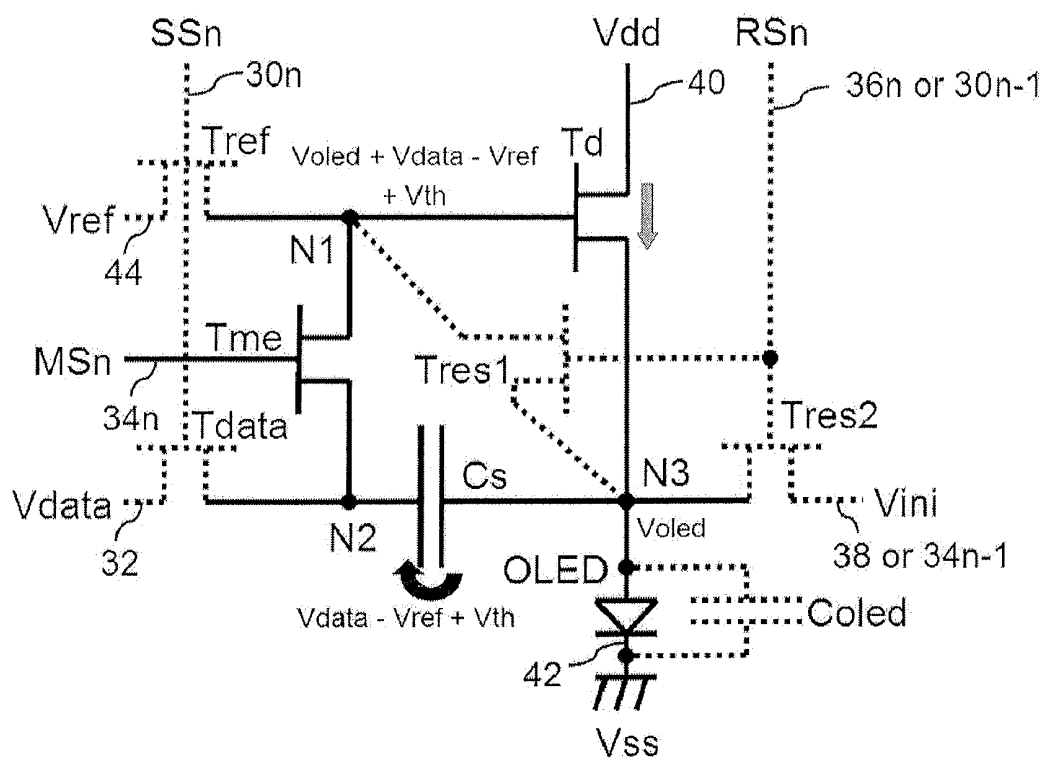 SSn
Vdd
RSn
30n
40
36n or 30n-1
Tref
Voled + Vdata - Vref
+ Vth
Td
Vref
44
N1
Tme
MSn
34n
Tres1
Tdata
Tres2
Vdata
32
N2
Cs
N3
Voled
Vini
38 or 34n-1
OLED
Vdata - Vref + Vth
Coled
42
Vss